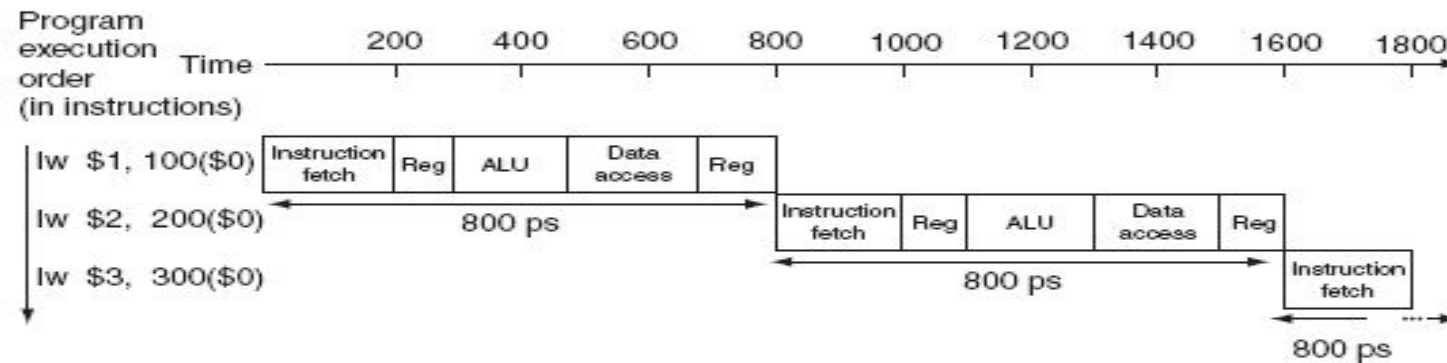 Program
execution
order
(in instructions)
Time
200 400 600 800 1000 1200 1400 1600 1800
lw $1, 100($0)
Instruction
fetch
Reg
ALU
Data
access
Reg
800 ps
lw $2, 200($0)
Instruction
fetch
Reg
ALU
Data
access
Reg
800 ps
lw $3, 300($0)
Instruction
fetch
...
800 ps